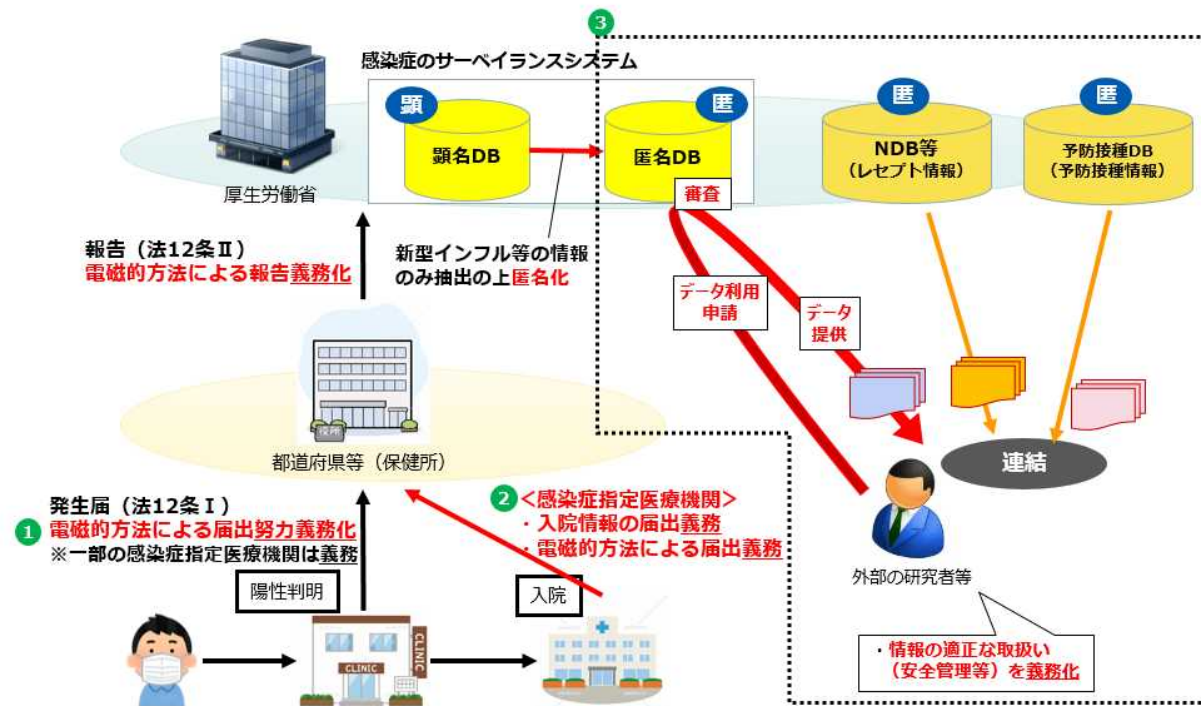 3
感染症のサーベイランスシステム
顕
匿
匿
匿
顕名DB
匿名DB
NDB等
（レセプト情報）
予防接種DB
（予防接種情報）
厚生労働省
審査
報告（法12条Ⅱ）
電磁的方法による報告義務化
新型インフル等の情報
のみ抽出の上匿名化
データ利用
申請
データ
提供
役所
都道府県等（保健所）
連結
発生届（法12条Ⅰ）
1
電磁的方法による届出努力義務化
※一部の感染症指定医療機関は義務
2
＜感染症指定医療機関＞
・入院情報の届出義務
・電磁的方法による届出義務
外部の研究者等
陽性判明
入院
CLINIC
CLINIC
・情報の適正な取扱い
（安全管理等）を義務化